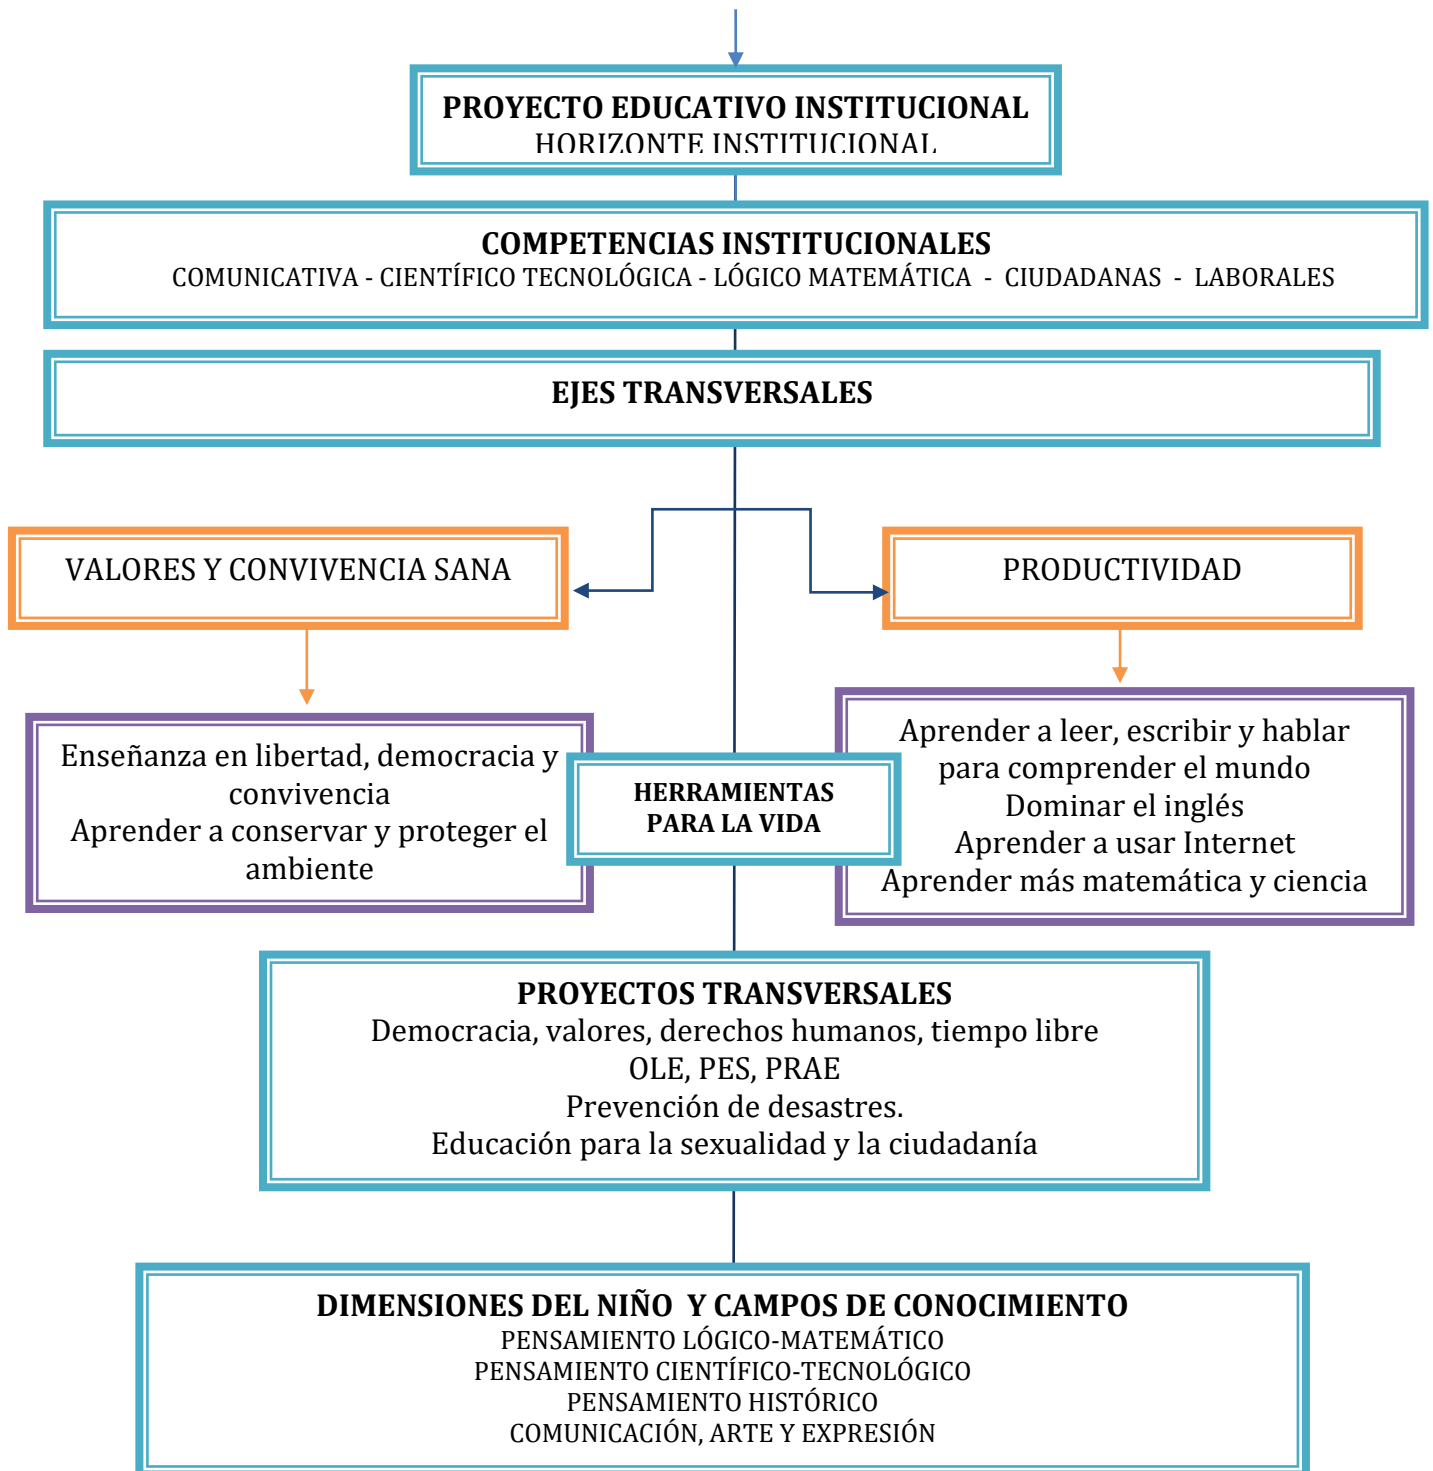 PROYECTO EDUCATIVO INSTITUCIONAL
HORIZONTE INSTITUCIONAL
COMPETENCIAS INSTITUCIONALES
COMUNICATIVA - CIENTÍFICO TECNOLÓGICA - LÓGICO MATEMÁTICA - CIUDADANAS - LABORALES
EJES TRANSVERSALES
VALORES Y CONVIVENCIA SANA
PRODUCTIVIDAD
Enseñanza en libertad, democracia y
convivencia
Aprender a conservar y proteger el
ambiente
HERRAMIENTAS
PARA LA VIDA
Aprender a leer, escribir y hablar
para comprender el mundo
Dominar el inglés
Aprender a usar Internet
Aprender más matemática y ciencia
PROYECTOS TRANSVERSALES
Democracia, valores, derechos humanos, tiempo libre
OLE, PES, PRAE
Prevención de desastres.
Educación para la sexualidad y la ciudadanía
DIMENSIONES DEL NIÑO Y CAMPOS DE CONOCIMIENTO
PENSAMIENTO LÓGICO-MATEMÁTICO
PENSAMIENTO CIENTÍFICO-TECNOLÓGICO
PENSAMIENTO HISTÓRICO
COMUNICACIÓN, ARTE Y EXPRESIÓN